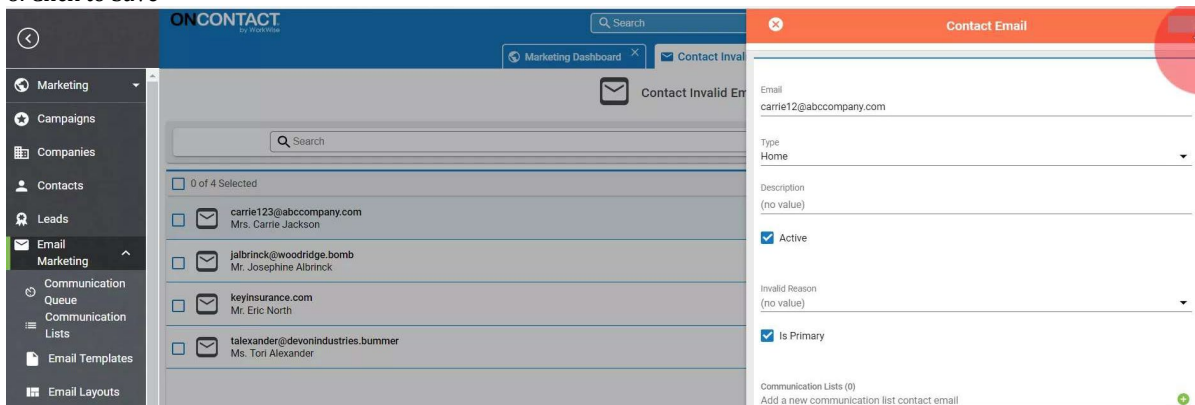 ONCONTACT
by WorkWise
Search
Marketing Dashboard
Contact Inval
Contact Invalid Em
Marketing
Campaigns
Companies
Contacts
Leads
Email
Marketing
Communication
Queue
Communication
Lists
Email Templates
Email Layouts
Search
0 of 4 Selected
carrie123@abccompany.com
Mrs. Carrie Jackson
jalbrinck@woodridge.bomb
Mr. Josephine Albrinck
keyinsurance.com
Mr. Eric North
talexander@devonindustries.bummer
Ms. Tori Alexander
Contact Email
Email
carrie12@abccompany.com
Type
Home
Description
(no value)
Active
Invalid Reason
(no value)
Is Primary
Communication Lists (0)
Add a new communication list contact email